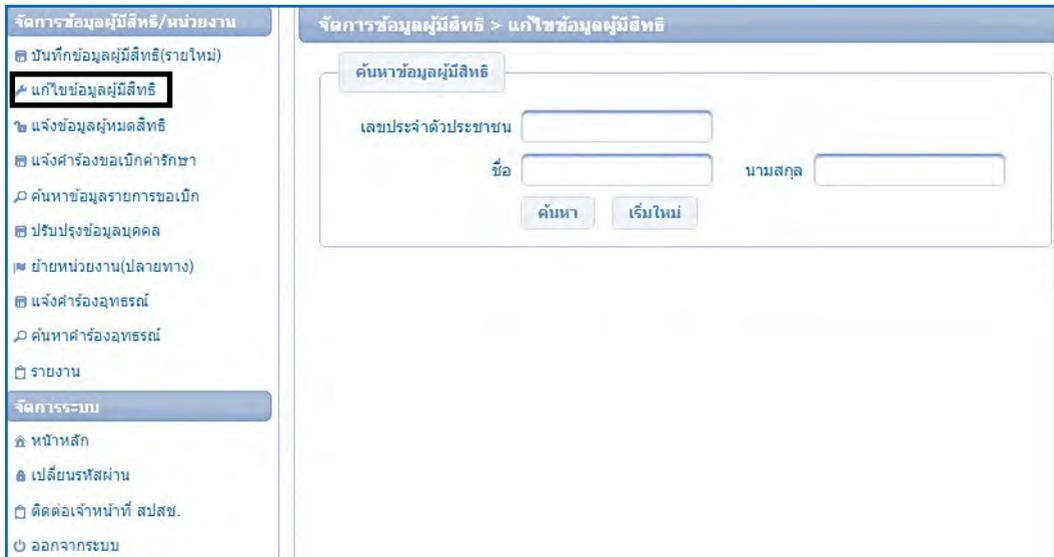 จัดการข้อมูลผู้มีสิทธิ/หน่วยงาน
บันทึกข้อมูลผู้มีสิทธิ(รายใหม่)
แก้ไขข้อมูลผู้มีสิทธิ
แจ้งข้อมูลผู้หมดสิทธิ
แจ้งคำร้องขอเบิกค่ารักษา
ค้นหาข้อมูลรายการขอเบิก
ปรับปรุงข้อมูลบุคคล
ย้ายหน่วยงาน(ปลายทาง)
แจ้งคำร้องอุทธรณ์
ค้นหาคำร้องอุทธรณ์
รายงาน
จัดการระบบ
หน้าหลัก
เปลี่ยนรหัสผ่าน
ติดต่อเจ้าหน้าที่ สปสช.
ออกจากระบบ
จัดการข้อมูลผู้มีสิทธิ > แก้ไขข้อมูลผู้มีสิทธิ
ค้นหาข้อมูลผู้มีสิทธิ
เลขประจำตัวประชาชน
ชื่อ นามสกุล
ค้นหา เริ่มใหม่